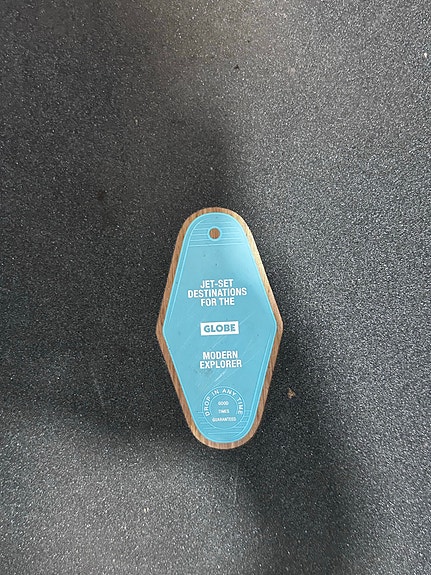 JET-SET
DESTINATIONS
FOR THE
GLOBE
MODERN
EXPLORER
DROP IN ANY TIME
GOOD
TIMES
GUARANTEED